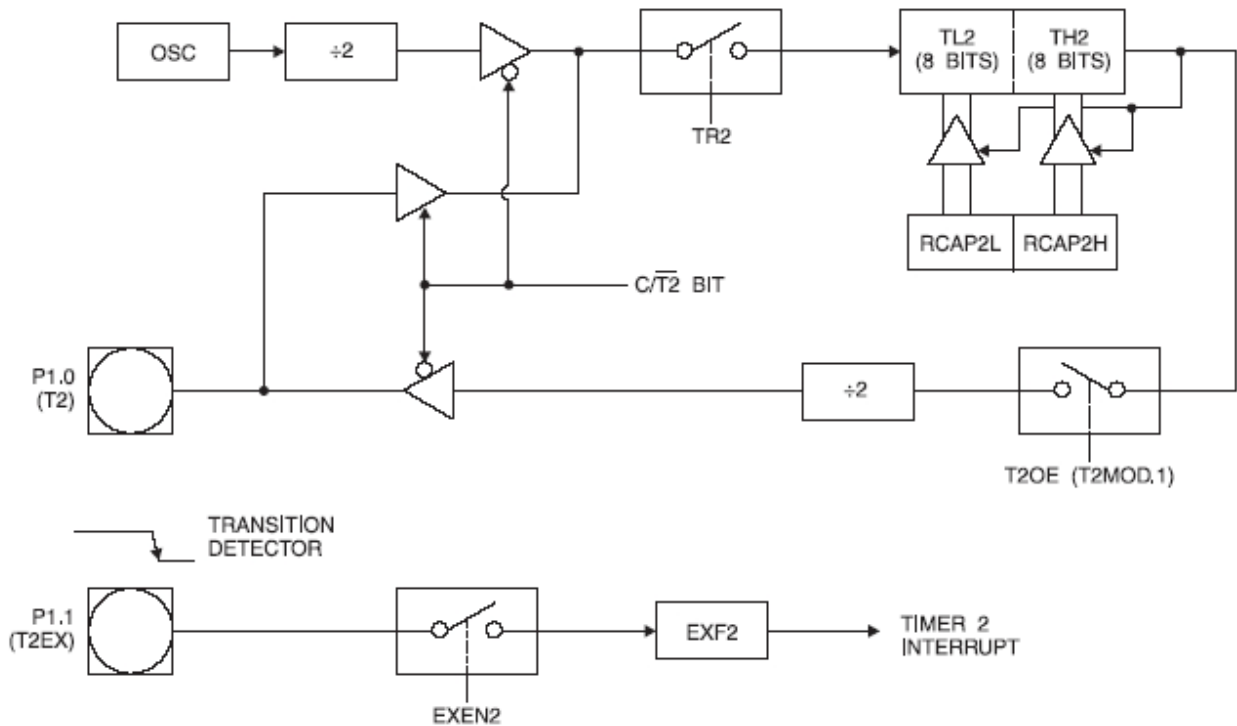 OSC
÷2
TR2
TL2
(8 BITS)
TH2
(8 BITS)
RCAP2L
RCAP2H
C/T2 BIT
P1.0
(T2)
÷2
T2OE (T2MOD.1)
TRANSITION
DETECTOR
P1.1
(T2EX)
EXEN2
EXF2
TIMER 2
INTERRUPT